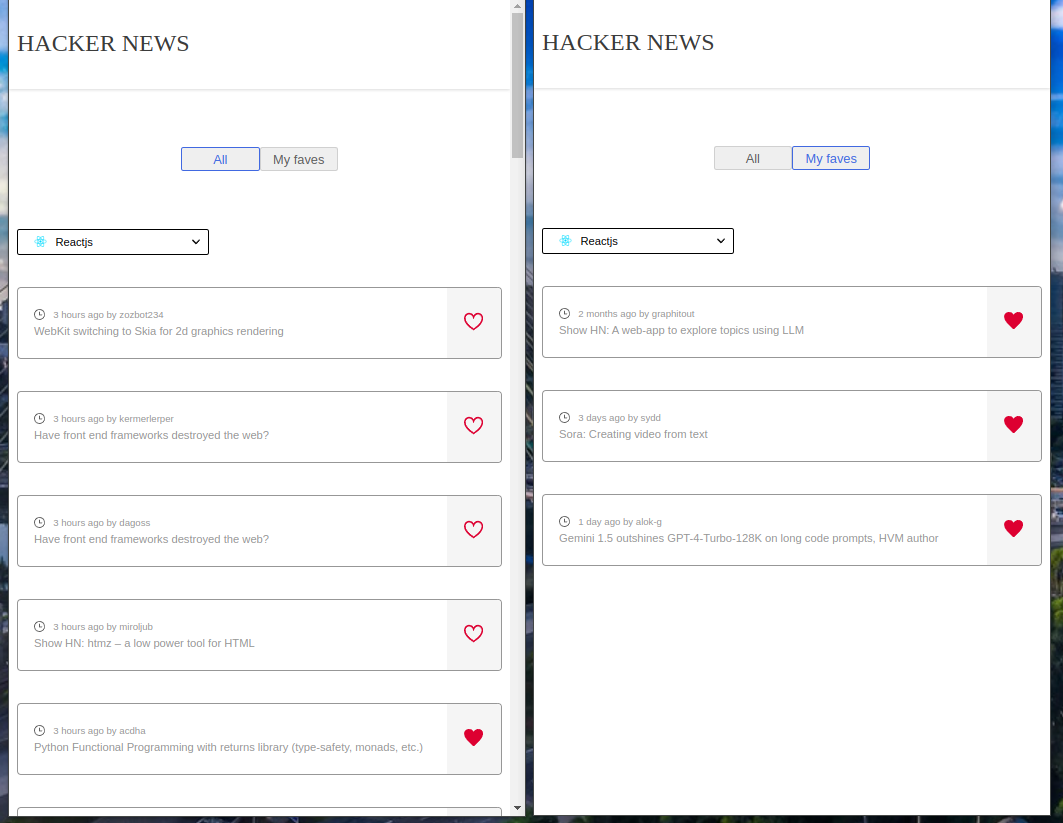 HACKER NEWS
All
My faves
Reactjs
3 hours ago by zozbot234
WebKit switching to Skia for 2d graphics rendering
3 hours ago by kermerlerper
Have front end frameworks destroyed the web?
3 hours ago by dagoss
Have front end frameworks destroyed the web?
3 hours ago by miroljub
Show HN: htmz – a low power tool for HTML
3 hours ago by acdha
Python Functional Programming with returns library (type-safety, monads, etc.)
HACKER NEWS
All
My faves
Reactjs
2 months ago by graphitout
Show HN: A web-app to explore topics using LLM
3 days ago by sydd
Sora: Creating video from text
1 day ago by alok-g
Gemini 1.5 outshines GPT-4-Turbo-128K on long code prompts, HVM author